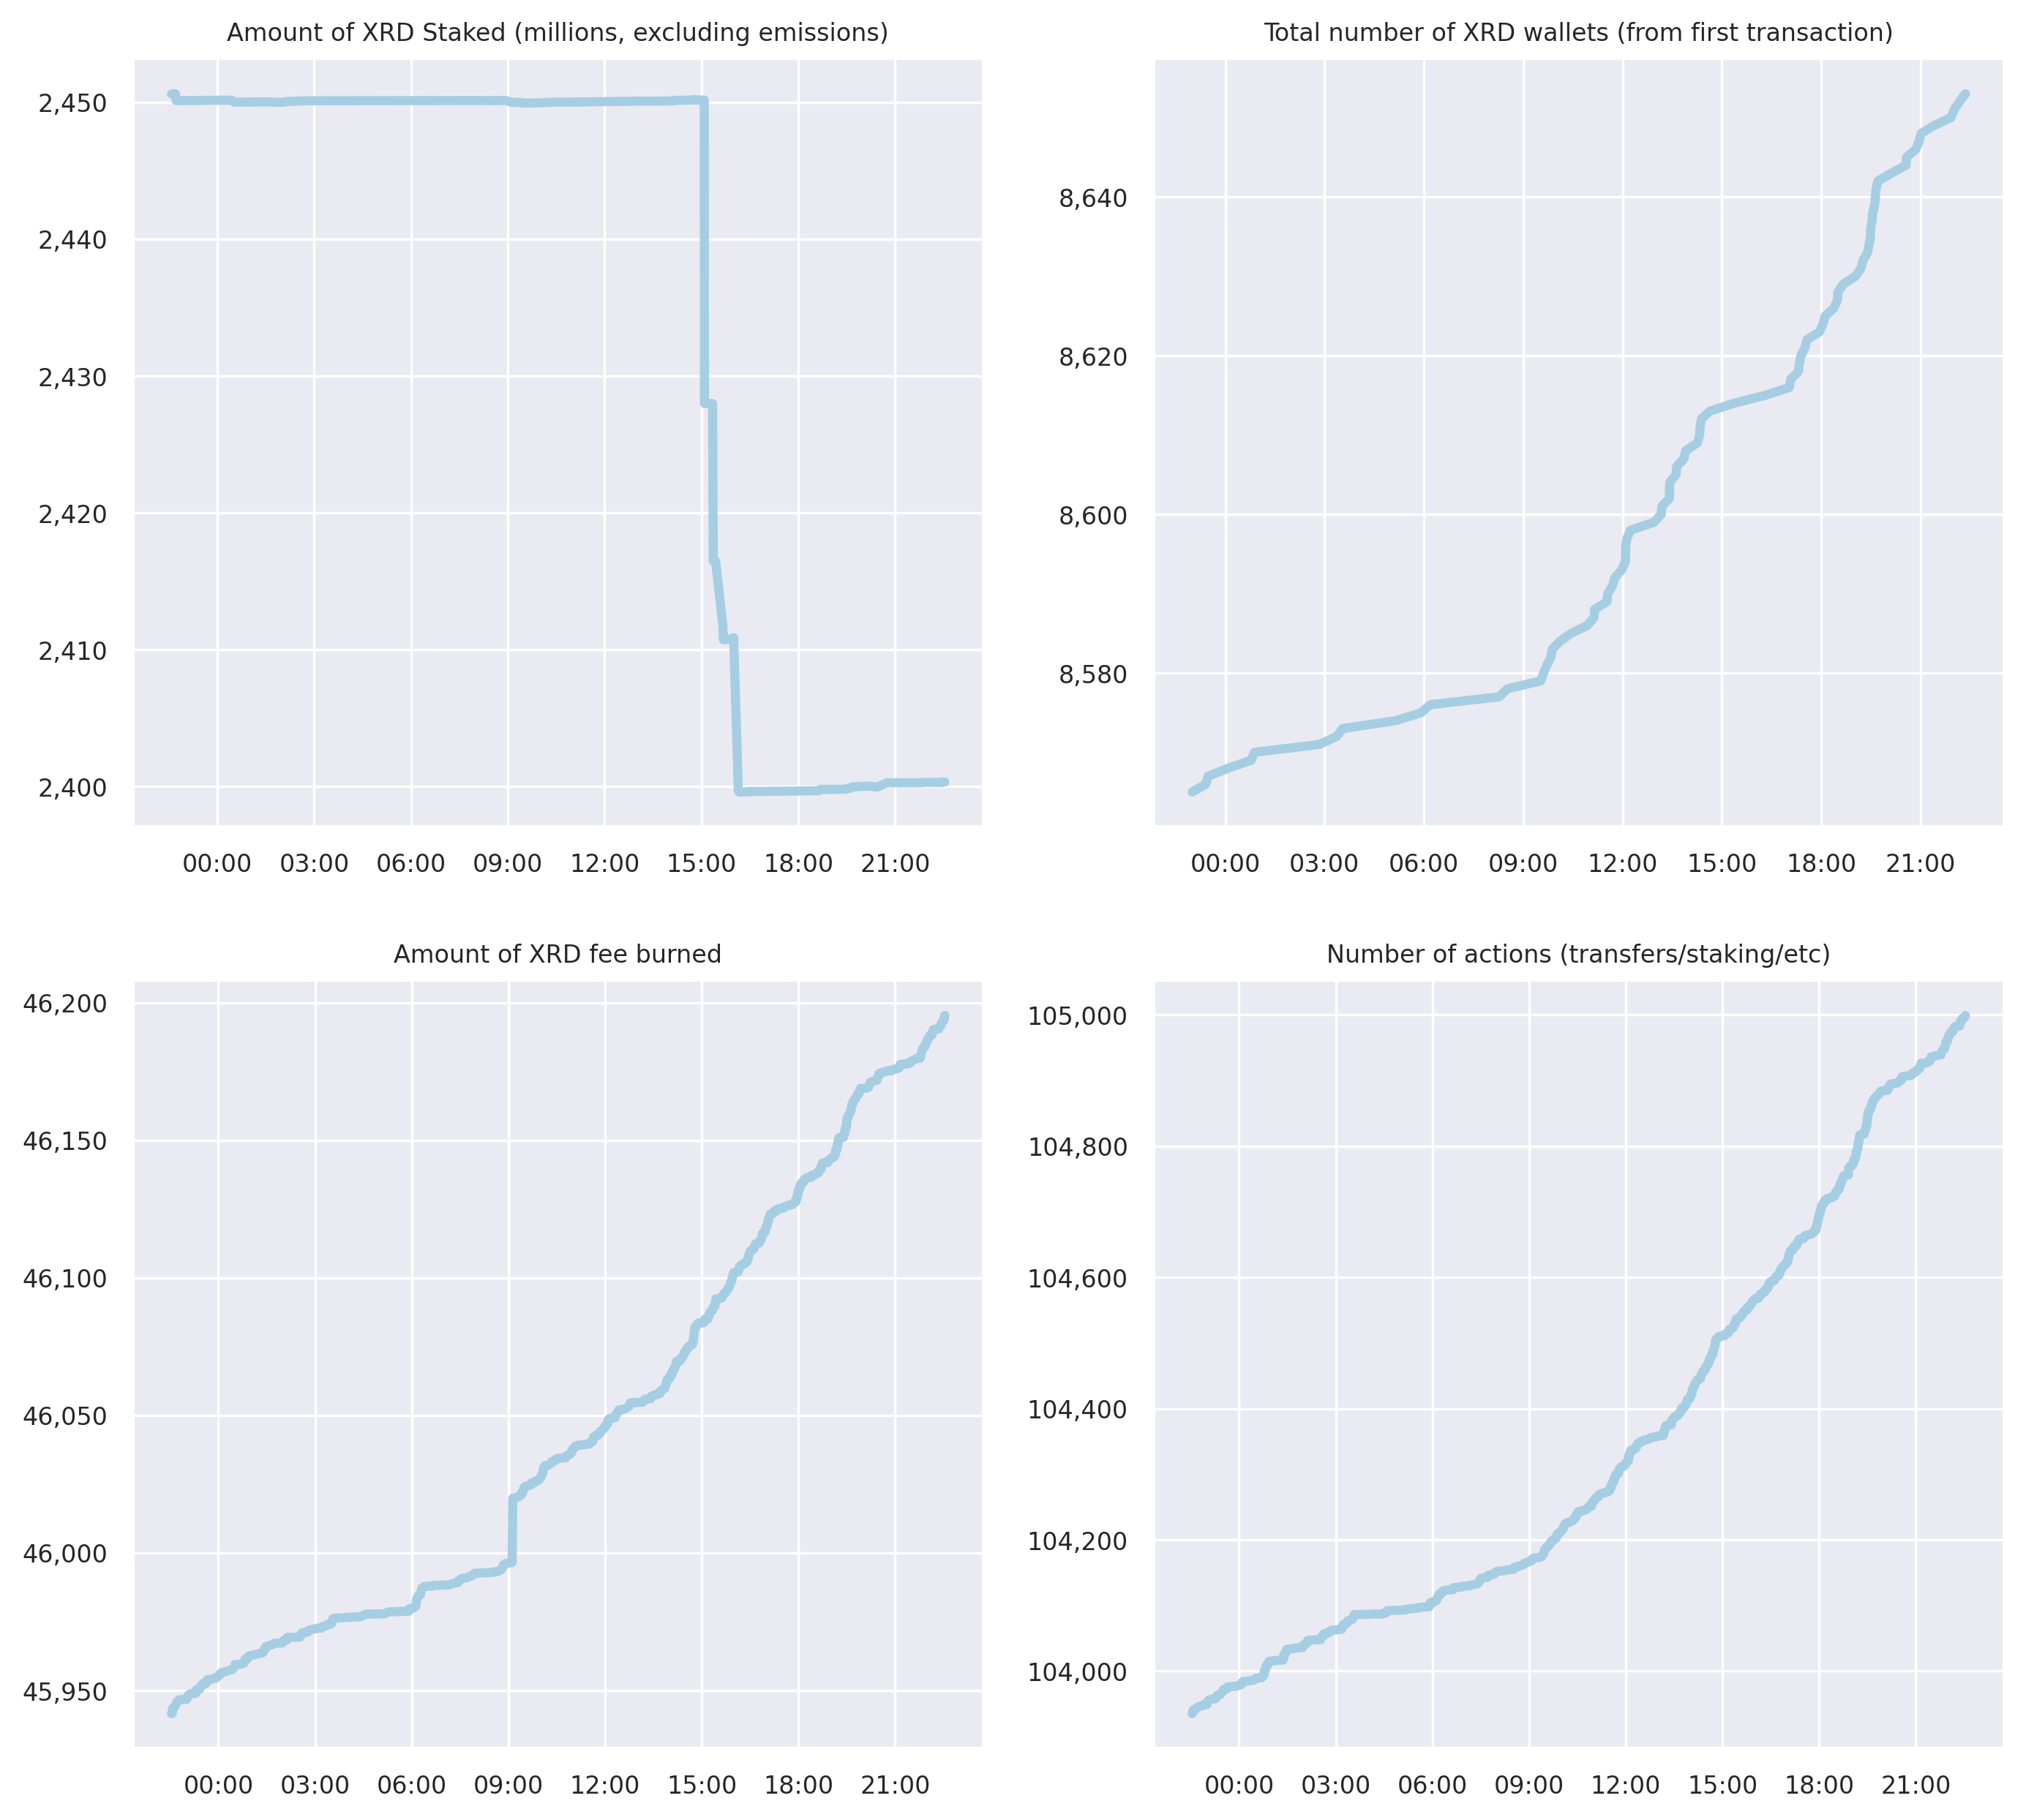 Amount of XRD Staked (millions, excluding emissions)
2,450
2,440
2,430
2,420
2,410
2,400
00:00 03:00 06:00 09:00 12:00 15:00 18:00 21:00
Total number of XRD wallets (from first transaction)
8,640
8,620
8,600
8,580
00:00 03:00 06:00 09:00 12:00 15:00 18:00 21:00
Amount of XRD fee burned
46,200
46,150
46,100
46,050
46,000
45,950
00:00 03:00 06:00 09:00 12:00 15:00 18:00 21:00
Number of actions (transfers/staking/etc)
105,000
104,800
104,600
104,400
104,200
104,000
00:00 03:00 06:00 09:00 12:00 15:00 18:00 21:00